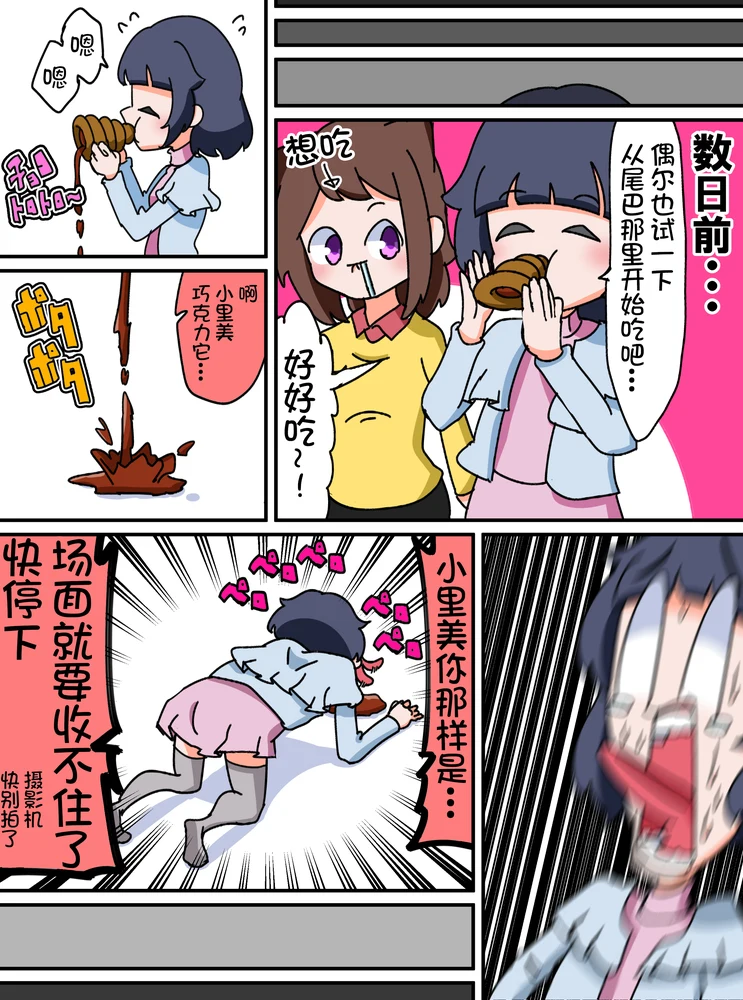 数日前…
偶尔也试一下
从尾巴那里开始吃吧…
想吃
好好吃~！
嗯
嗯
チョロ
トロトロ~
啊
小里美
巧克力它…
ポタ
ポタ
小里美你那样是…
ペロ
ペロ
ペロ
ペロ
ペロ
场面就要收不住了
快停下
摄影机
快别拍了